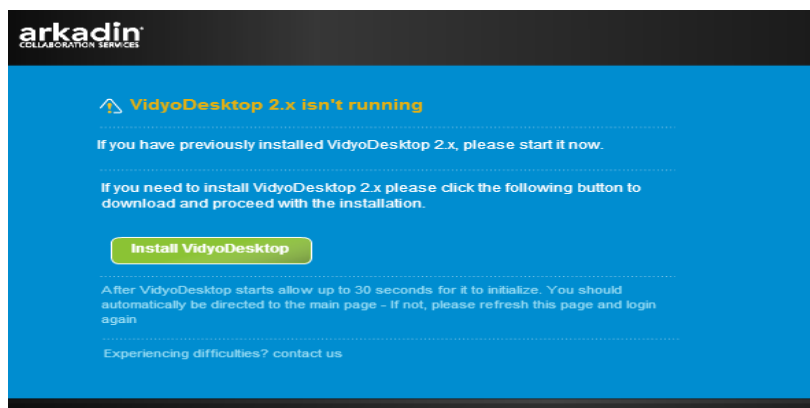 arkadin
COLLABORATION SERVICES
VidyoDesktop 2.x isn't running
If you have previously installed VidyoDesktop 2.x, please start it now.
If you need to install VidyoDesktop 2.x please click the following button to
download and proceed with the installation.
Install VidyoDesktop
After VidyoDesktop starts allow up to 30 seconds for it to initialize. You should
automatically be directed to the main page - If not, please refresh this page and login
again
Experiencing difficulties? contact us